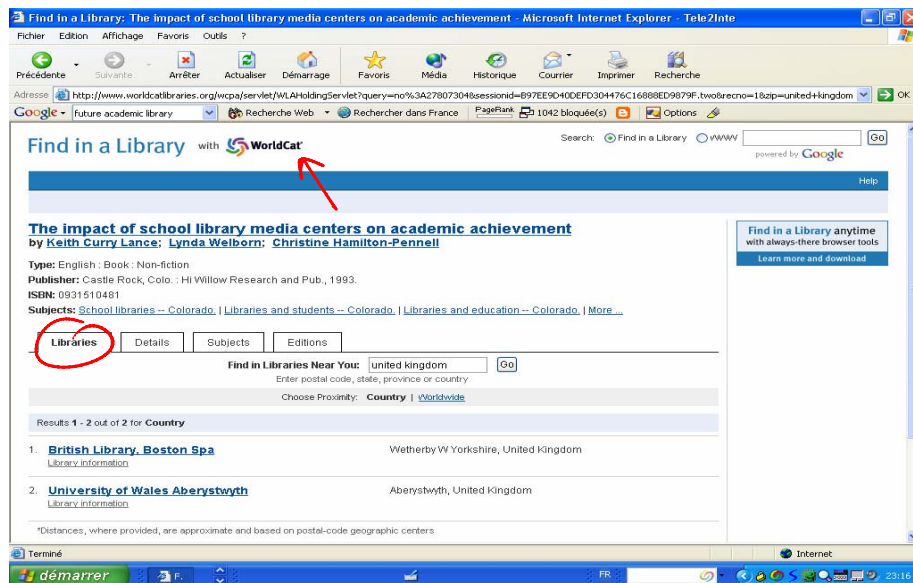 Find in a Library: The impact of school library media centers on academic achievement - Microsoft Internet Explorer - Tele2Inte
Fichier Edition Affichage Favoris Outils ?
Précédente Suivante Arrêter Actualiser Démarrage Favoris Média Historique Courrier Imprimer Recherche
Adresse http://www.worldcatlibraries.org/wcpa/servlet/WLAHoldingServlet?query=no%3A27807304&sessionid=B97EE9D40DEFD304476C16888ED9879F.two&recno=1&zip=united+kingdom OK
Google future academic library Recherche Web Rechercher dans France PageRank 1042 bloquée(s) Options
Find in a Library with WorldCat Search: Find in a Library WWW Go
powered by Google
Help
The impact of school library media centers on academic achievement
by Keith Curry Lance; Lynda Welborn; Christine Hamilton-Pennell
Find in a Library anytime
with always-there browser tools
Learn more and download
Type: English : Book : Non-fiction
Publisher: Castle Rock, Colo. : Hi Willow Research and Pub., 1993.
ISBN: 0931510481
Subjects: School libraries -- Colorado. | Libraries and students -- Colorado. | Libraries and education -- Colorado. | More ...
Libraries Details Subjects Editions
Find in Libraries Near You: united kingdom Go
Enter postal code, state, province or country
Choose Proximity: Country | Worldwide
Results 1 - 2 out of 2 for Country
1. British Library, Boston Spa Wetherby W Yorkshire, United Kingdom
Library information
2. University of Wales Aberystwyth Aberystwyth, United Kingdom
Library information
*Distances, where provided, are approximate and based on postal-code geographic centers
Terminé Internet
démarrer F. FR 23:16